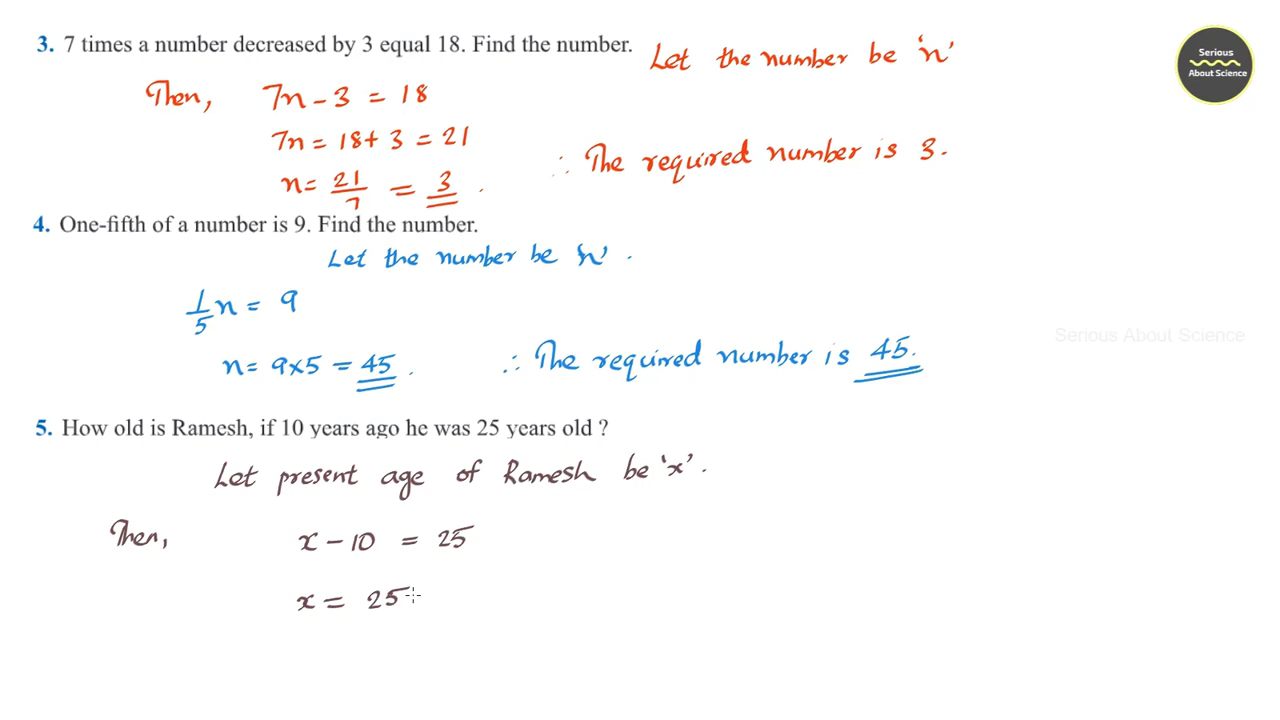 3. 7 times a number decreased by 3 equal 18. Find the number. Let the number be 'n'
Serious
About Science
Then, 7n - 3 = 18
7n = 18 + 3 = 21
∴ The required number is 3.
n = 21/7 = 3.
4. One-fifth of a number is 9. Find the number.
Let the number be 'n'.
1/5 n = 9
Serious About Science
n = 9×5 = 45. ∴ The required number is 45.
5. How old is Ramesh, if 10 years ago he was 25 years old ?
Let present age of Ramesh be 'x'.
Then, x - 10 = 25
x = 25